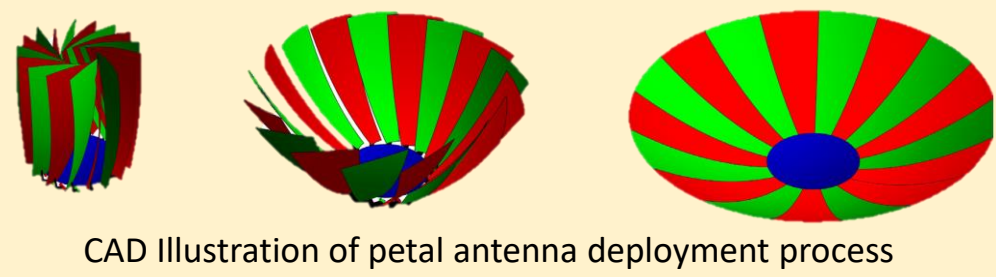 CAD Illustration of petal antenna deployment process